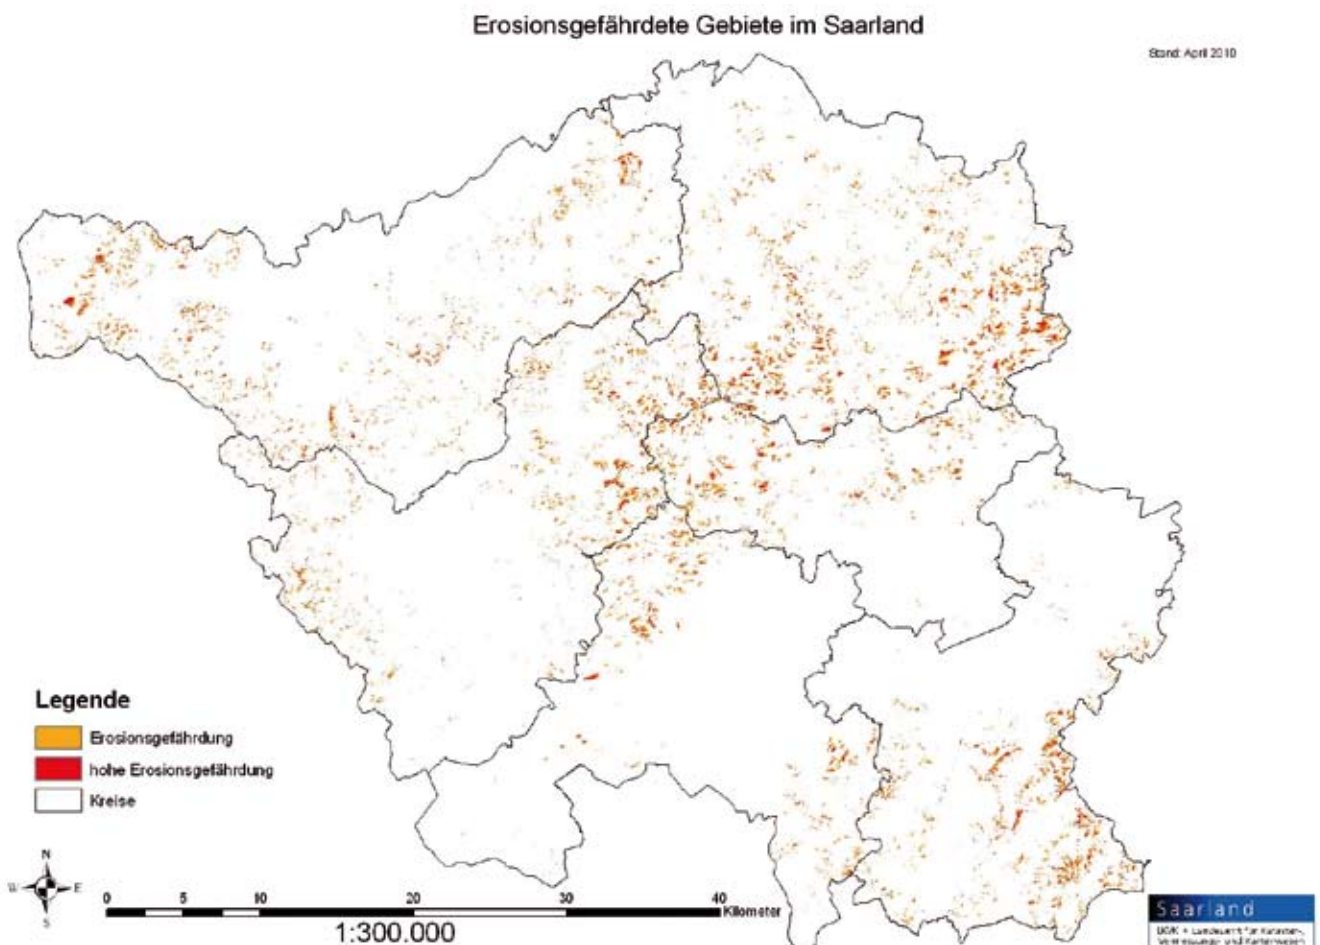 Erosionsgefährdete Gebiete im Saarland
Stand: April 2010
Legende
Erosionsgefährdung
hohe Erosionsgefährdung
Kreise
N
W E
S
0 5 10 20 30 40
Kilometer
1:300.000
Saarland